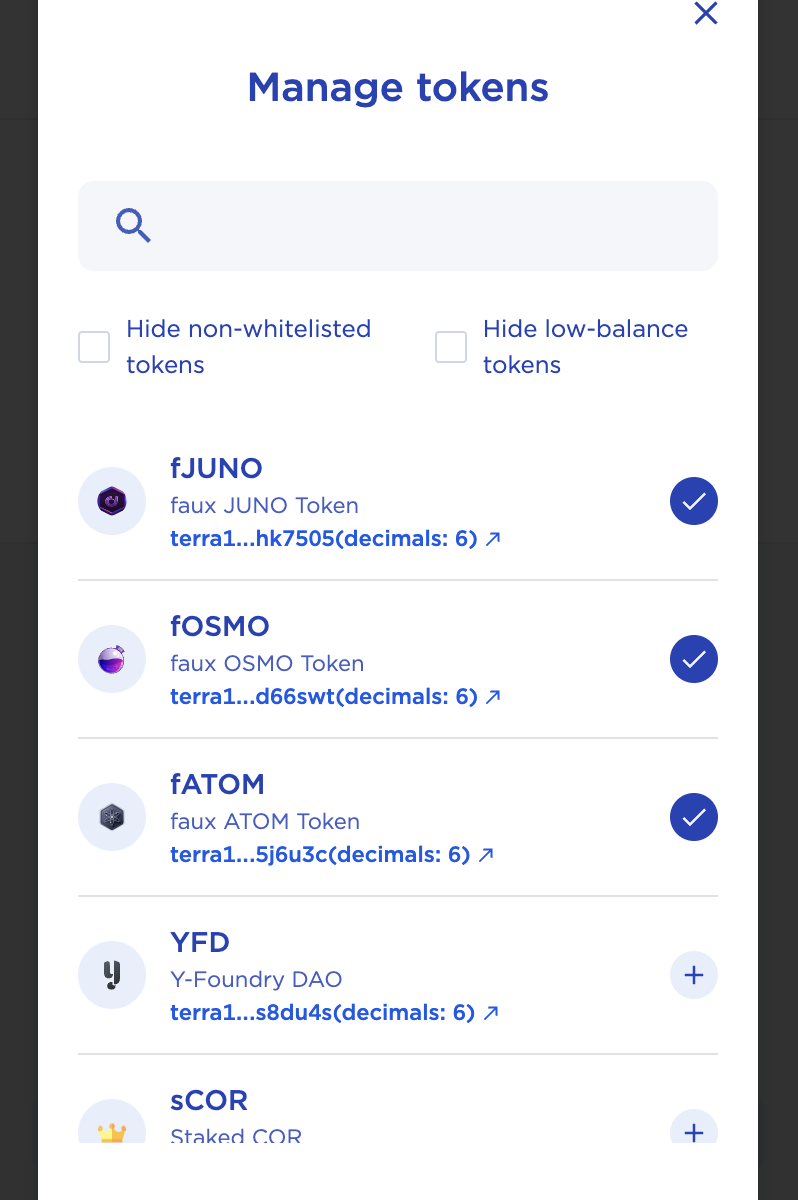 Manage tokens
Hide non-whitelisted
tokens
Hide low-balance
tokens
fJUNO
faux JUNO Token
terra1...hk7505(decimals: 6)
fOSMO
faux OSMO Token
terra1...d66swt(decimals: 6)
fATOM
faux ATOM Token
terra1...5j6u3c(decimals: 6)
YFD
Y-Foundry DAO
terra1...s8du4s(decimals: 6)
sCOR
Staked COR